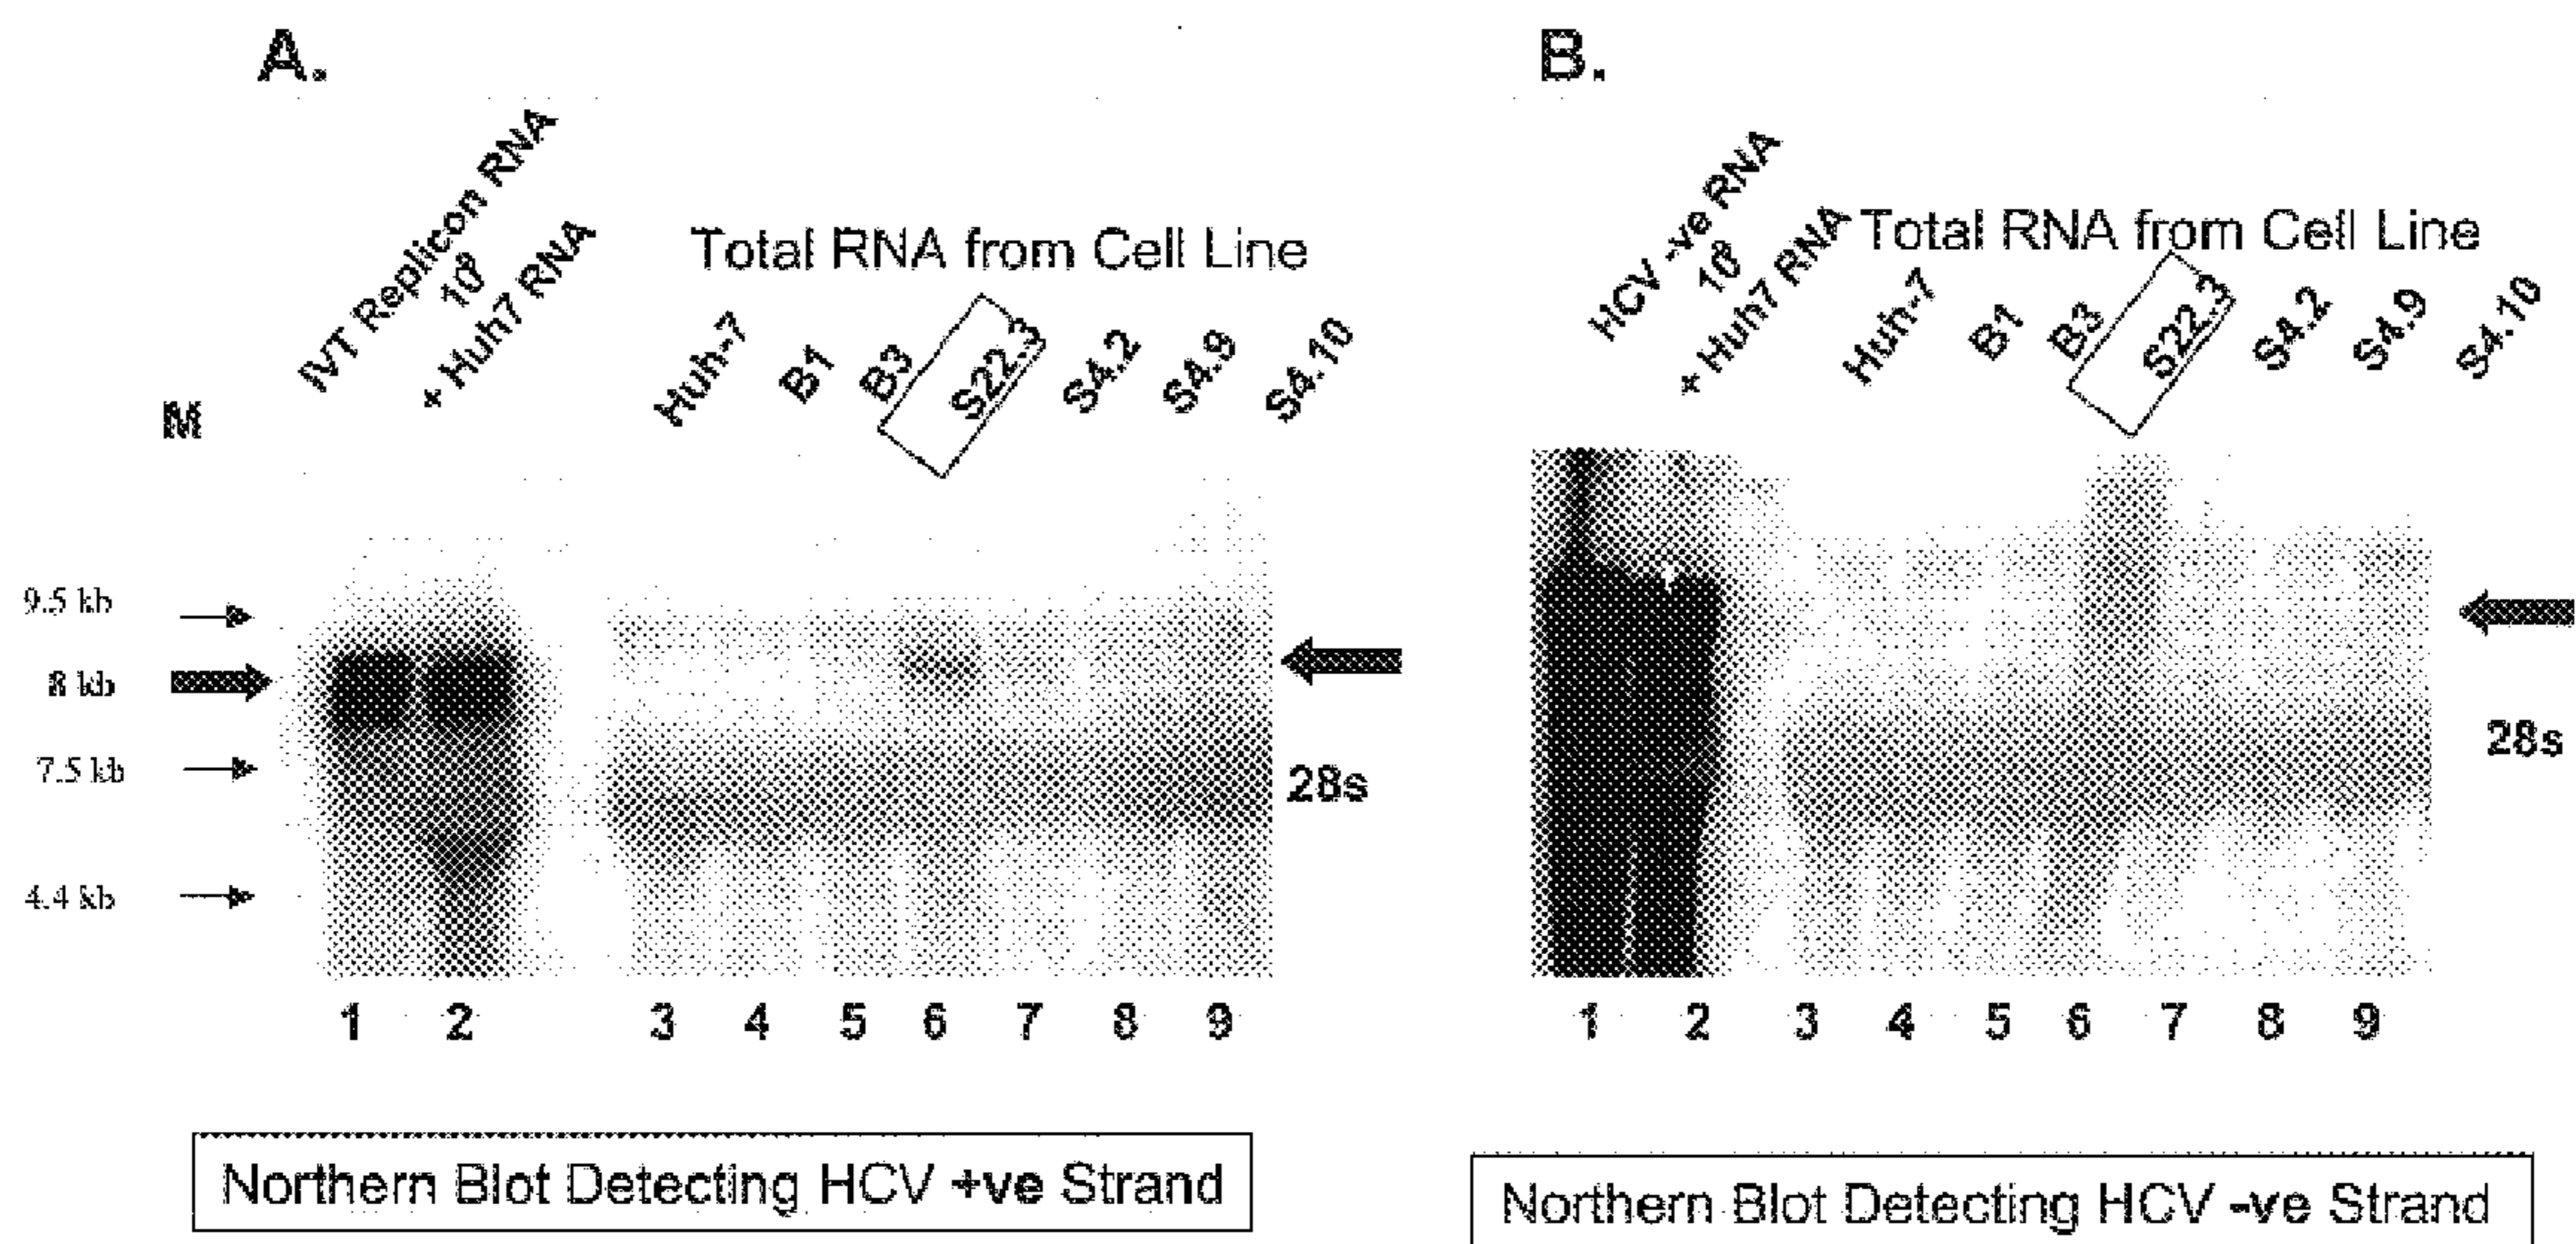 A.
IVT Replicon RNA
10⁸
+ Huh7 RNA
Total RNA from Cell Line
Huh-7
B1
B3
S22.3
S4.2
S4.9
S4.10
M
9.5 kb
8 kb
7.5 kb
4.4 kb
28s
1 2 3 4 5 6 7 8 9
Northern Blot Detecting HCV +ve Strand
B.
HCV -ve RNA
10⁸
+ Huh7 RNA
Total RNA from Cell Line
Huh-7
B1
B3
S22.3
S4.2
S4.9
S4.10
28s
1 2 3 4 5 6 7 8 9
Northern Blot Detecting HCV -ve Strand